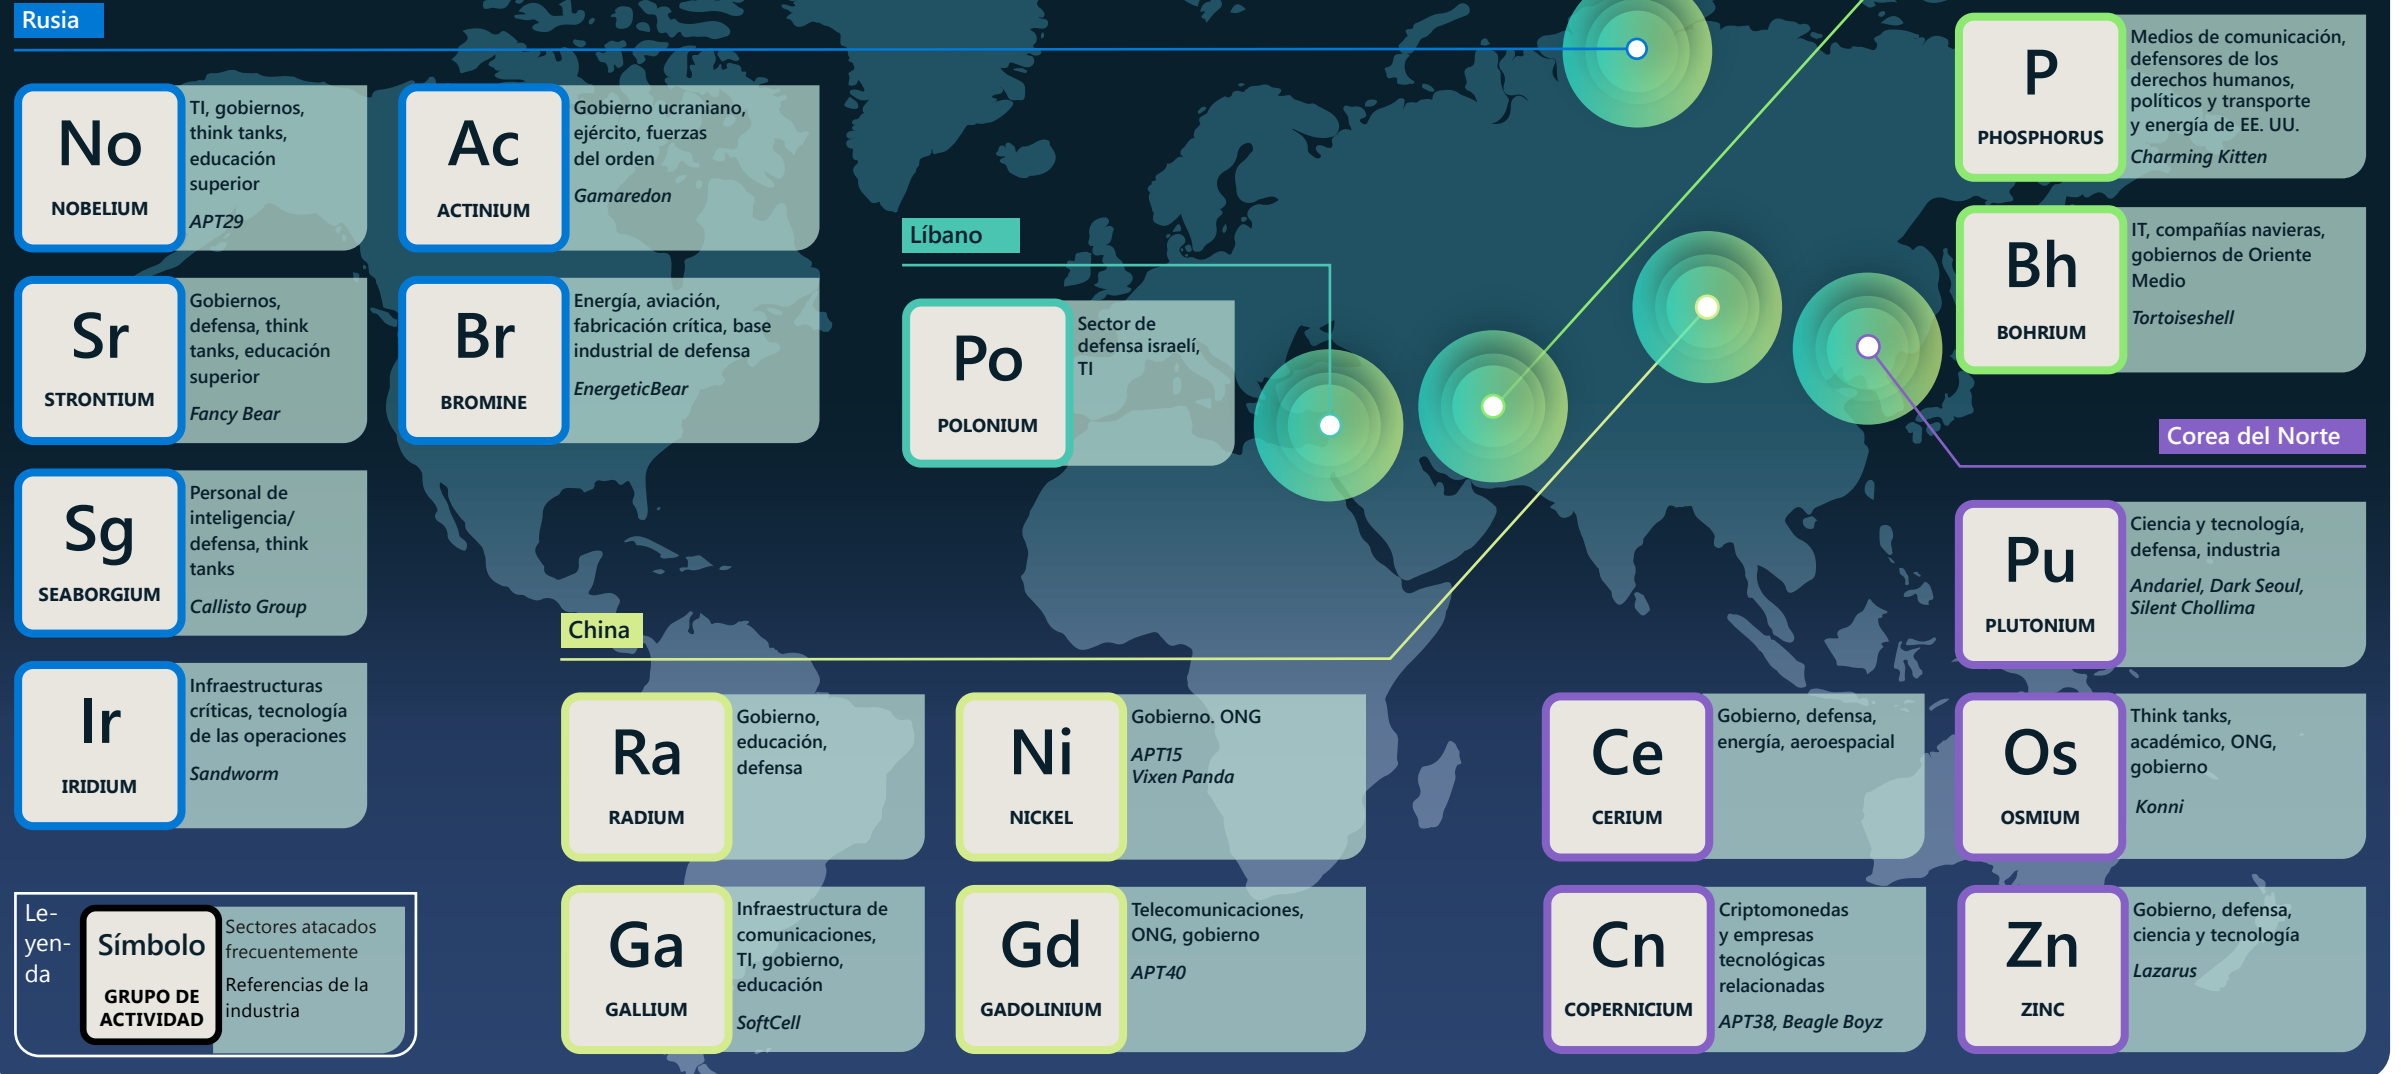 Rusia
No
NOBELIUM
TI, gobiernos,
think tanks,
educación
superior
APT29
Ac
ACTINIUM
Gobierno ucraniano,
ejército, fuerzas
del orden
Gamaredon
Sr
STRONTIUM
Gobiernos,
defensa, think
tanks, educación
superior
Fancy Bear
Br
BROMINE
Energía, aviación,
fabricación crítica, base
industrial de defensa
EnergeticBear
Sg
SEABORGIUM
Personal de
inteligencia/
defensa, think
tanks
Callisto Group
Ir
IRIDIUM
Infraestructuras
críticas, tecnología
de las operaciones
Sandworm
Líbano
Po
POLONIUM
Sector de
defensa israelí,
TI
P
PHOSPHORUS
Medios de comunicación,
defensores de los
derechos humanos,
políticos y transporte
y energía de EE. UU.
Charming Kitten
Bh
BOHRIUM
IT, compañías navieras,
gobiernos de Oriente
Medio
Tortoiseshell
China
Ra
RADIUM
Gobierno,
educación,
defensa
Ni
NICKEL
Gobierno. ONG
APT15
Vixen Panda
Ga
GALLIUM
Infraestructura de
comunicaciones,
TI, gobierno,
educación
SoftCell
Gd
GADOLINIUM
Telecomunicaciones,
ONG, gobierno
APT40
Corea del Norte
Pu
PLUTONIUM
Ciencia y tecnología,
defensa, industria
Andariel, Dark Seoul,
Silent Chollima
Ce
CERIUM
Gobierno, defensa,
energía, aeroespacial
Os
OSMIUM
Think tanks,
académico, ONG,
gobierno
Konni
Cn
COPERNICIUM
Criptomonedas
y empresas
tecnológicas
relacionadas
APT38, Beagle Boyz
Zn
ZINC
Gobierno, defensa,
ciencia y tecnología
Lazarus
Le-
yen-
da
Símbolo
GRUPO DE
ACTIVIDAD
Sectores atacados
frecuentemente
Referencias de la
industria